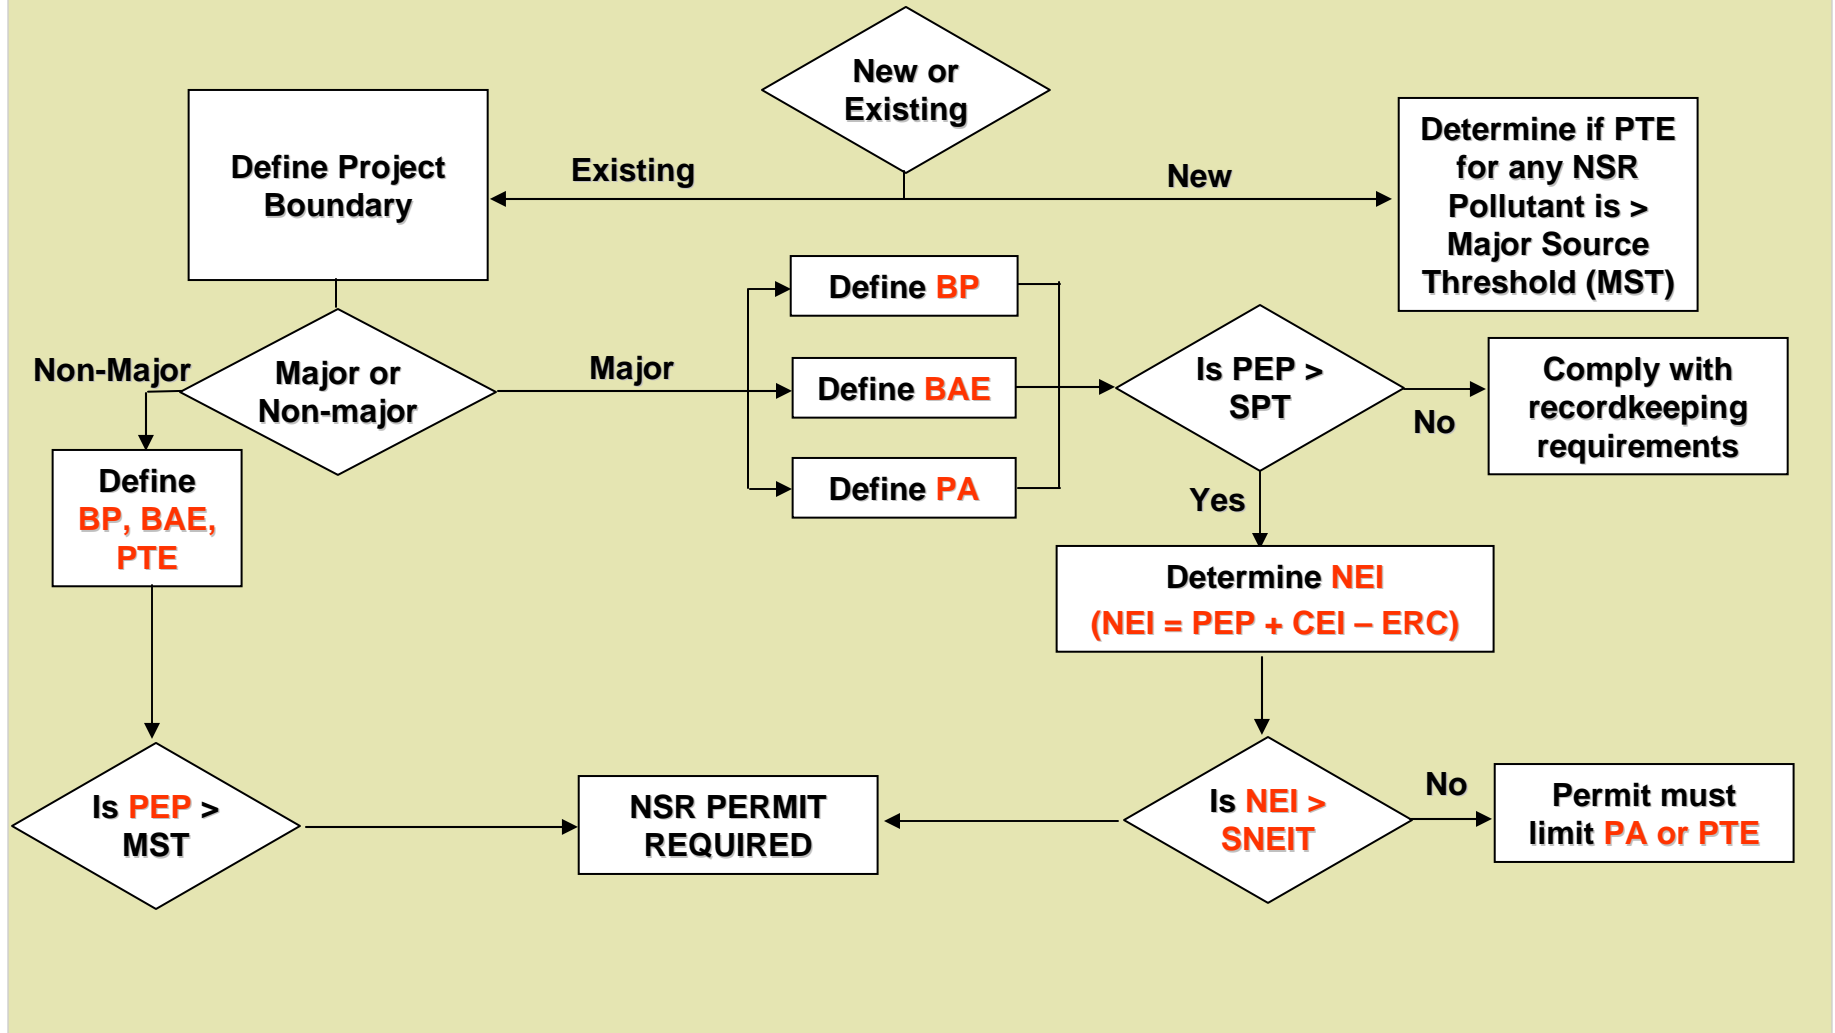 New or
Existing
Define Project
Boundary
Existing
New
Determine if PTE
for any NSR
Pollutant is >
Major Source
Threshold (MST)
Non-Major
Major or
Non-major
Major
Define BP
Define BAE
Define PA
Is PEP >
SPT
No
Comply with
recordkeeping
requirements
Define
BP, BAE,
PTE
Yes
Determine NEI
(NEI = PEP + CEI – ERC)
Is PEP >
MST
NSR PERMIT
REQUIRED
Is NEI >
SNEIT
No
Permit must
limit PA or PTE